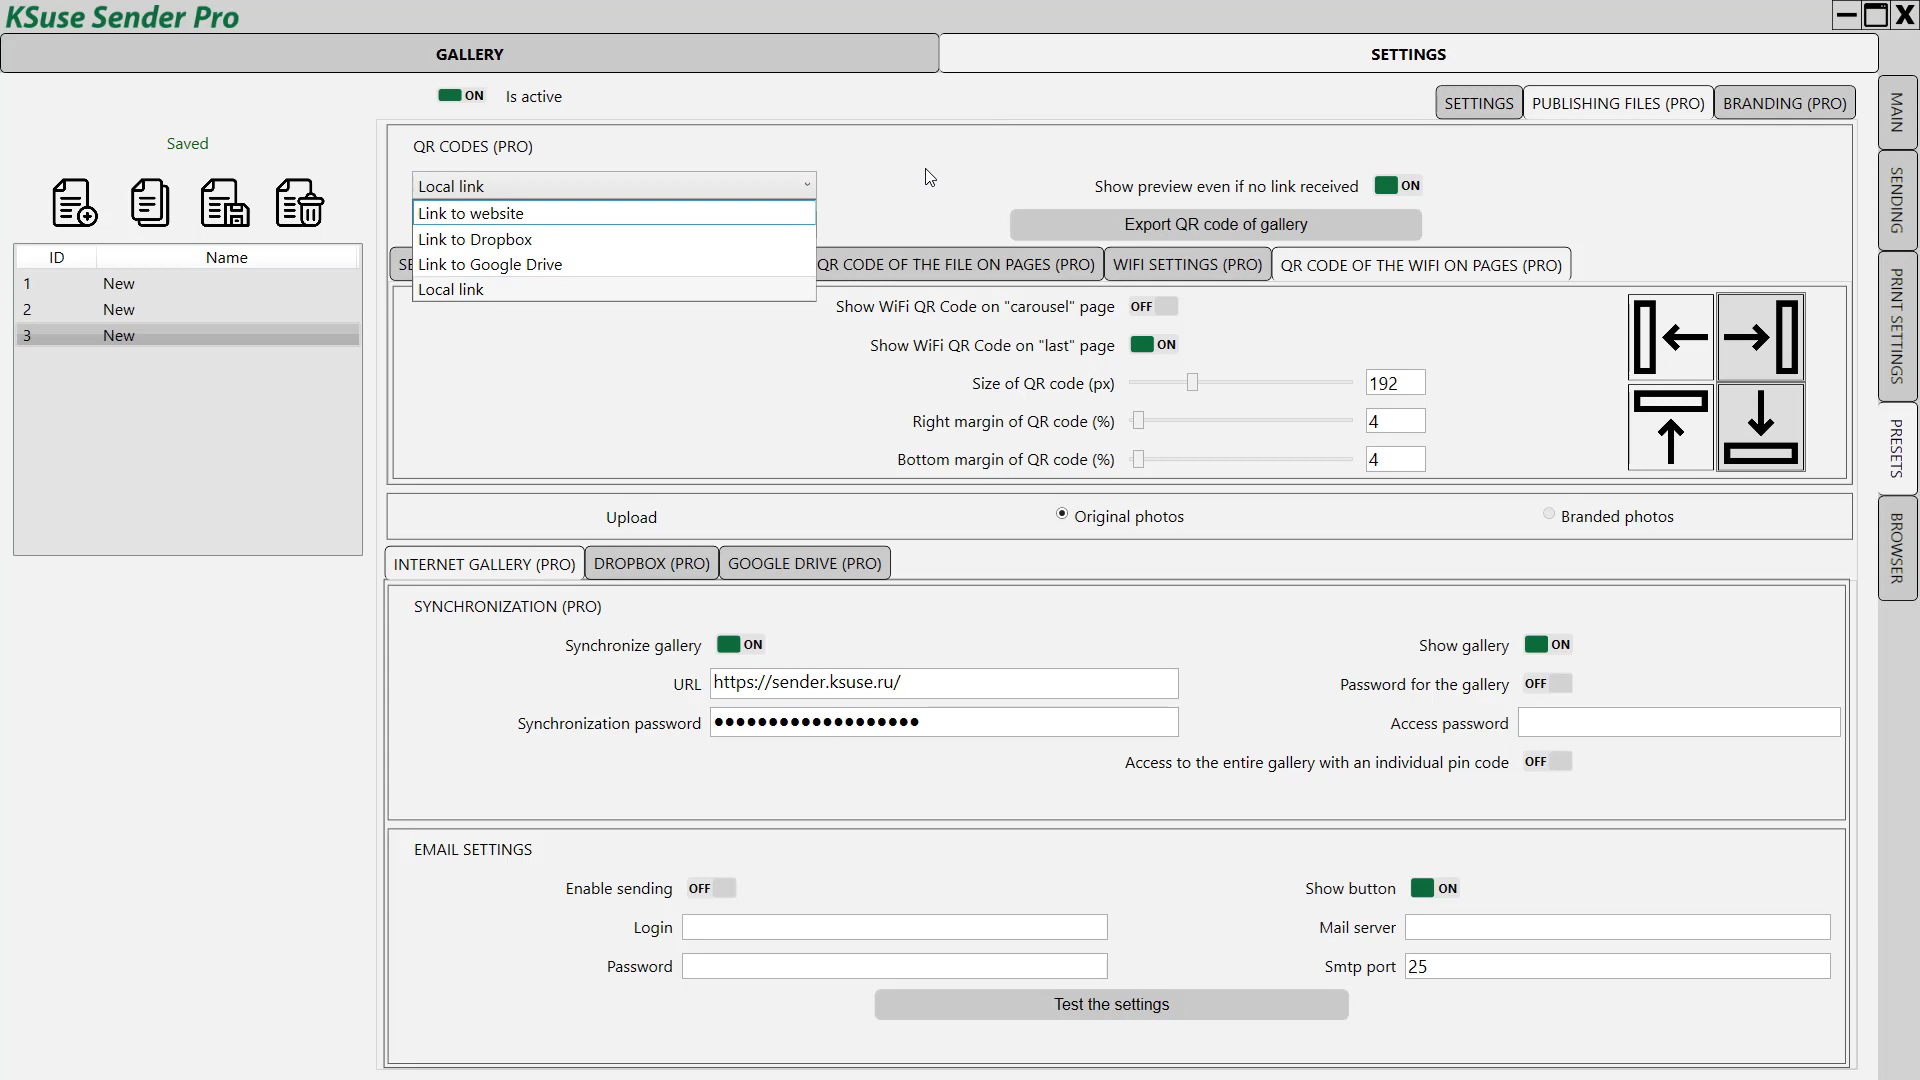 KSuse Sender Pro
GALLERY
SETTINGS
ON Is active
SETTINGS
PUBLISHING FILES (PRO)
BRANDING (PRO)
MAIN
SENDING
PRINT SETTINGS
PRESETS
BROWSER
Saved
ID Name
1 New
2 New
3 New
QR CODES (PRO)
Local link
Link to website
Link to Dropbox
Link to Google Drive
Local link
Show preview even if no link received ON
Export QR code of gallery
SE
QR CODE OF THE FILE ON PAGES (PRO)
WIFI SETTINGS (PRO)
QR CODE OF THE WIFI ON PAGES (PRO)
Show WiFi QR Code on "carousel" page OFF
Show WiFi QR Code on "last" page ON
Size of QR code (px) 192
Right margin of QR code (%) 4
Bottom margin of QR code (%) 4
Upload
Original photos
Branded photos
INTERNET GALLERY (PRO)
DROPBOX (PRO)
GOOGLE DRIVE (PRO)
SYNCHRONIZATION (PRO)
Synchronize gallery ON
Show gallery ON
URL https://sender.ksuse.ru/
Password for the gallery OFF
Synchronization password
Access password
Access to the entire gallery with an individual pin code OFF
EMAIL SETTINGS
Enable sending OFF
Show button ON
Login
Mail server
Password
Smtp port 25
Test the settings